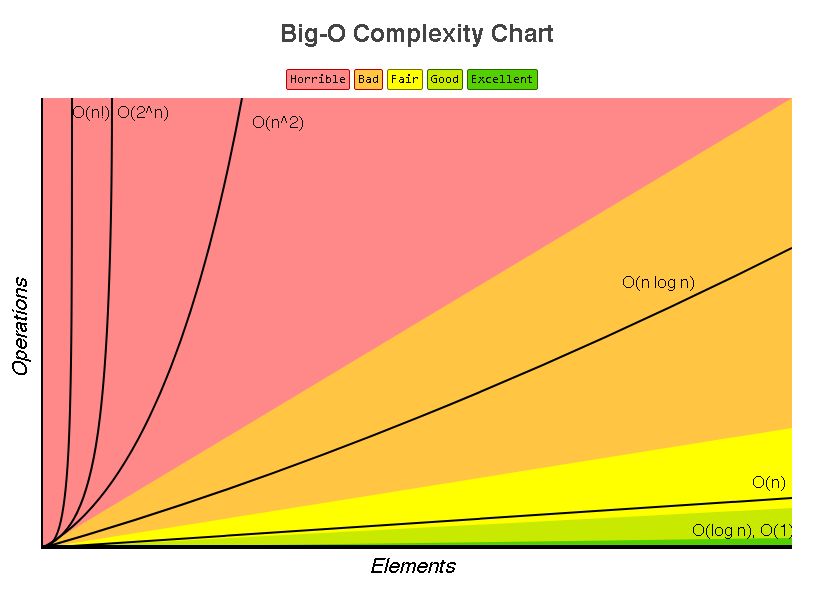 Big-O Complexity Chart
Horrible Bad Fair Good Excellent
O(n!) O(2^n)
O(n^2)
O(n log n)
O(n)
O(log n), O(1)
Operations
Elements